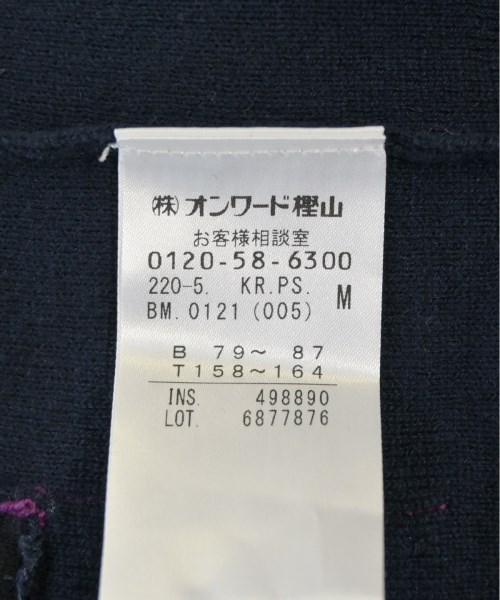 ㈱オンワード樫山
お客様相談室
0120-58-6300
220-5. KR.PS. M
BM.0121(005)
B 79～ 87
T 158～164
INS. 498890
LOT. 6877876